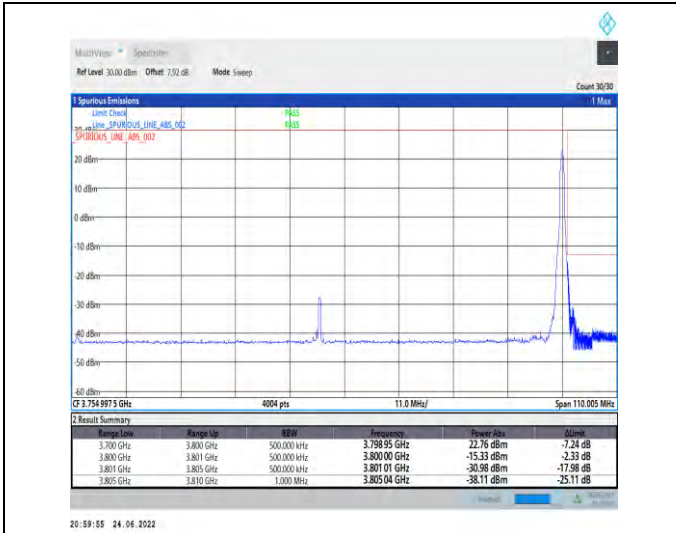 MultiView Spectrum
Ref Level 30.00 dBm Offset 7.92 dB Mode Sweep
Count 30/30
1 Spurious Emissions 1 Max
Limit Check PASS
Line _SPURIOUS_LINE_ABS_002 PASS
_SPURIOUS_LINE_ABS_002
20 dBm
10 dBm
0 dBm
-10 dBm
-20 dBm
-30 dBm
-40 dBm
-50 dBm
-60 dBm
CF 3.754 997 5 GHz 4004 pts 11.0 MHz/ Span 110.005 MHz
2 Result Summary
Range Low Range Up RBW Frequency Power Abs ΔLimit
3.700 GHz 3.800 GHz 500.000 kHz 3.798 95 GHz 22.76 dBm -7.24 dB
3.800 GHz 3.801 GHz 500.000 kHz 3.800 00 GHz -15.33 dBm -2.33 dB
3.801 GHz 3.805 GHz 500.000 kHz 3.801 01 GHz -30.98 dBm -17.98 dB
3.805 GHz 3.810 GHz 1.000 MHz 3.805 04 GHz -38.11 dBm -25.11 dB
20:59:55 24.06.2022